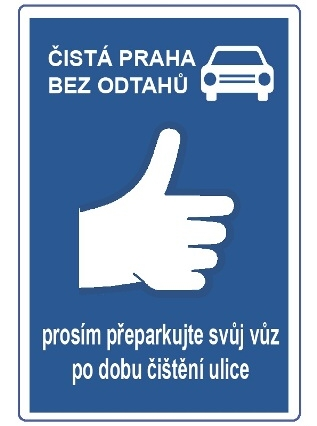 ČISTÁ PRAHA
BEZ ODTAHŮ
prosím přeparkujte svůj vůz
po dobu čištění ulice